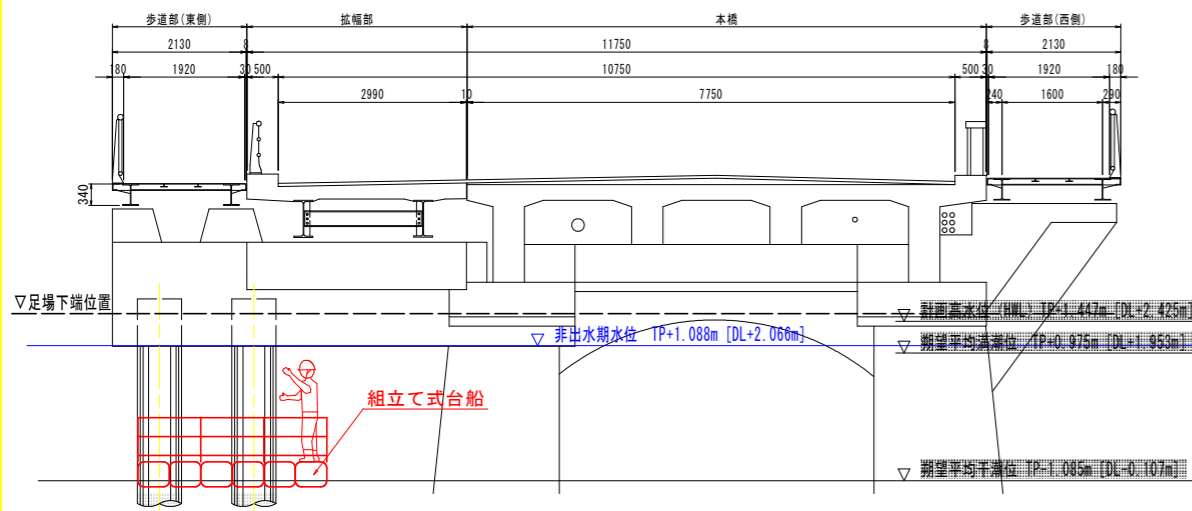 歩道部(東側) 拡幅部 本橋 歩道部(西側)
2130 8 11750 8 2130
180 1920 30 500 10750 500 30 1920 180
2990 10 7750 240 1600 290
340
▽足場下端位置
▽ 計画高水位 (HWL) TP+1.447m [DL+2.425m]
▽ 非出水期水位 TP+1.088m [DL+2.066m]
▽ 朔望平均満潮位 TP+0.975m [DL+1.953m]
組立て式台船
▽ 朔望平均干潮位 TP-1.085m [DL-0.107m]